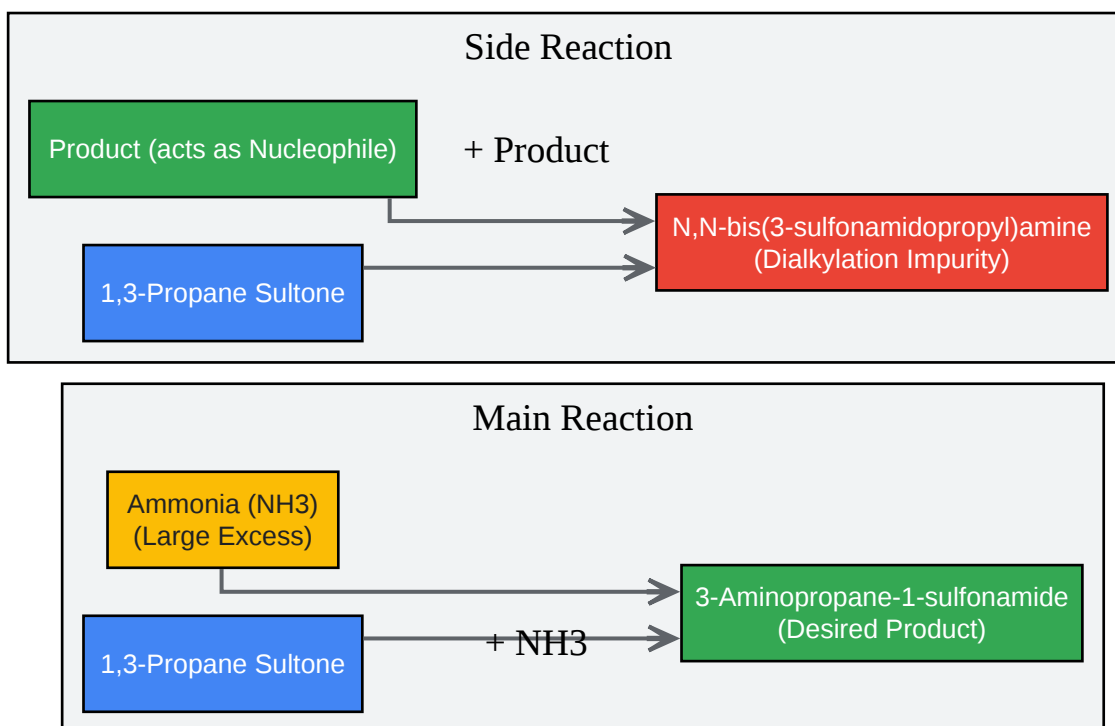 Side Reaction
Product (acts as Nucleophile)
+ Product
N,N-bis(3-sulfonamidopropyl)amine
(Dialkylation Impurity)
1,3-Propane Sultone
Main Reaction
Ammonia (NH3)
(Large Excess)
3-Aminopropane-1-sulfonamide
(Desired Product)
1,3-Propane Sultone
+ NH3